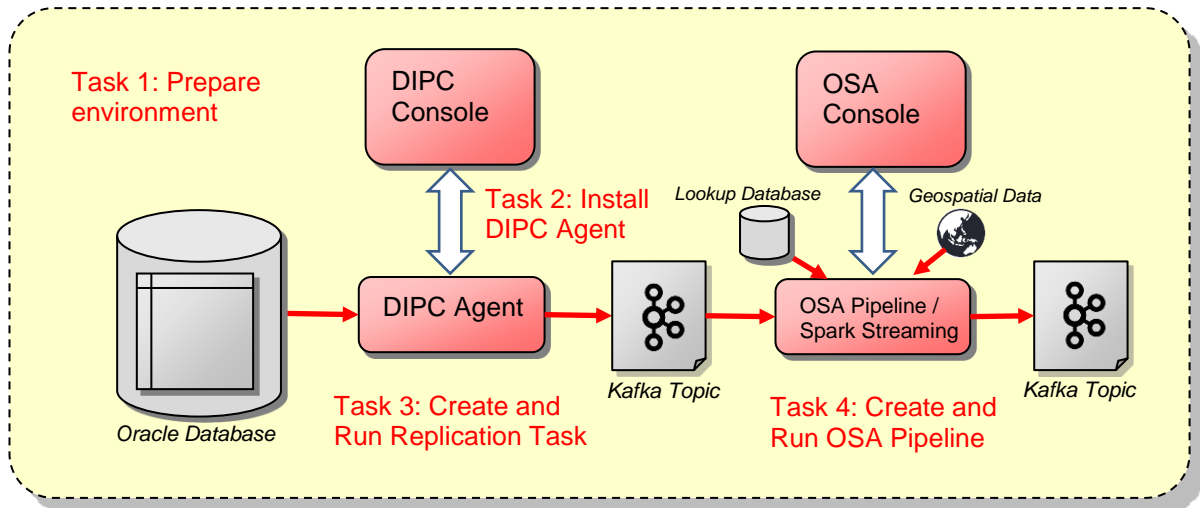 Task 1: Prepare
environment
DIPC
Console
OSA
Console
Task 2: Install
DIPC Agent
Lookup Database
Geospatial Data
DIPC Agent
OSA Pipeline /
Spark Streaming
Oracle Database
Kafka Topic
Kafka Topic
Task 3: Create and
Run Replication Task
Task 4: Create and
Run OSA Pipeline